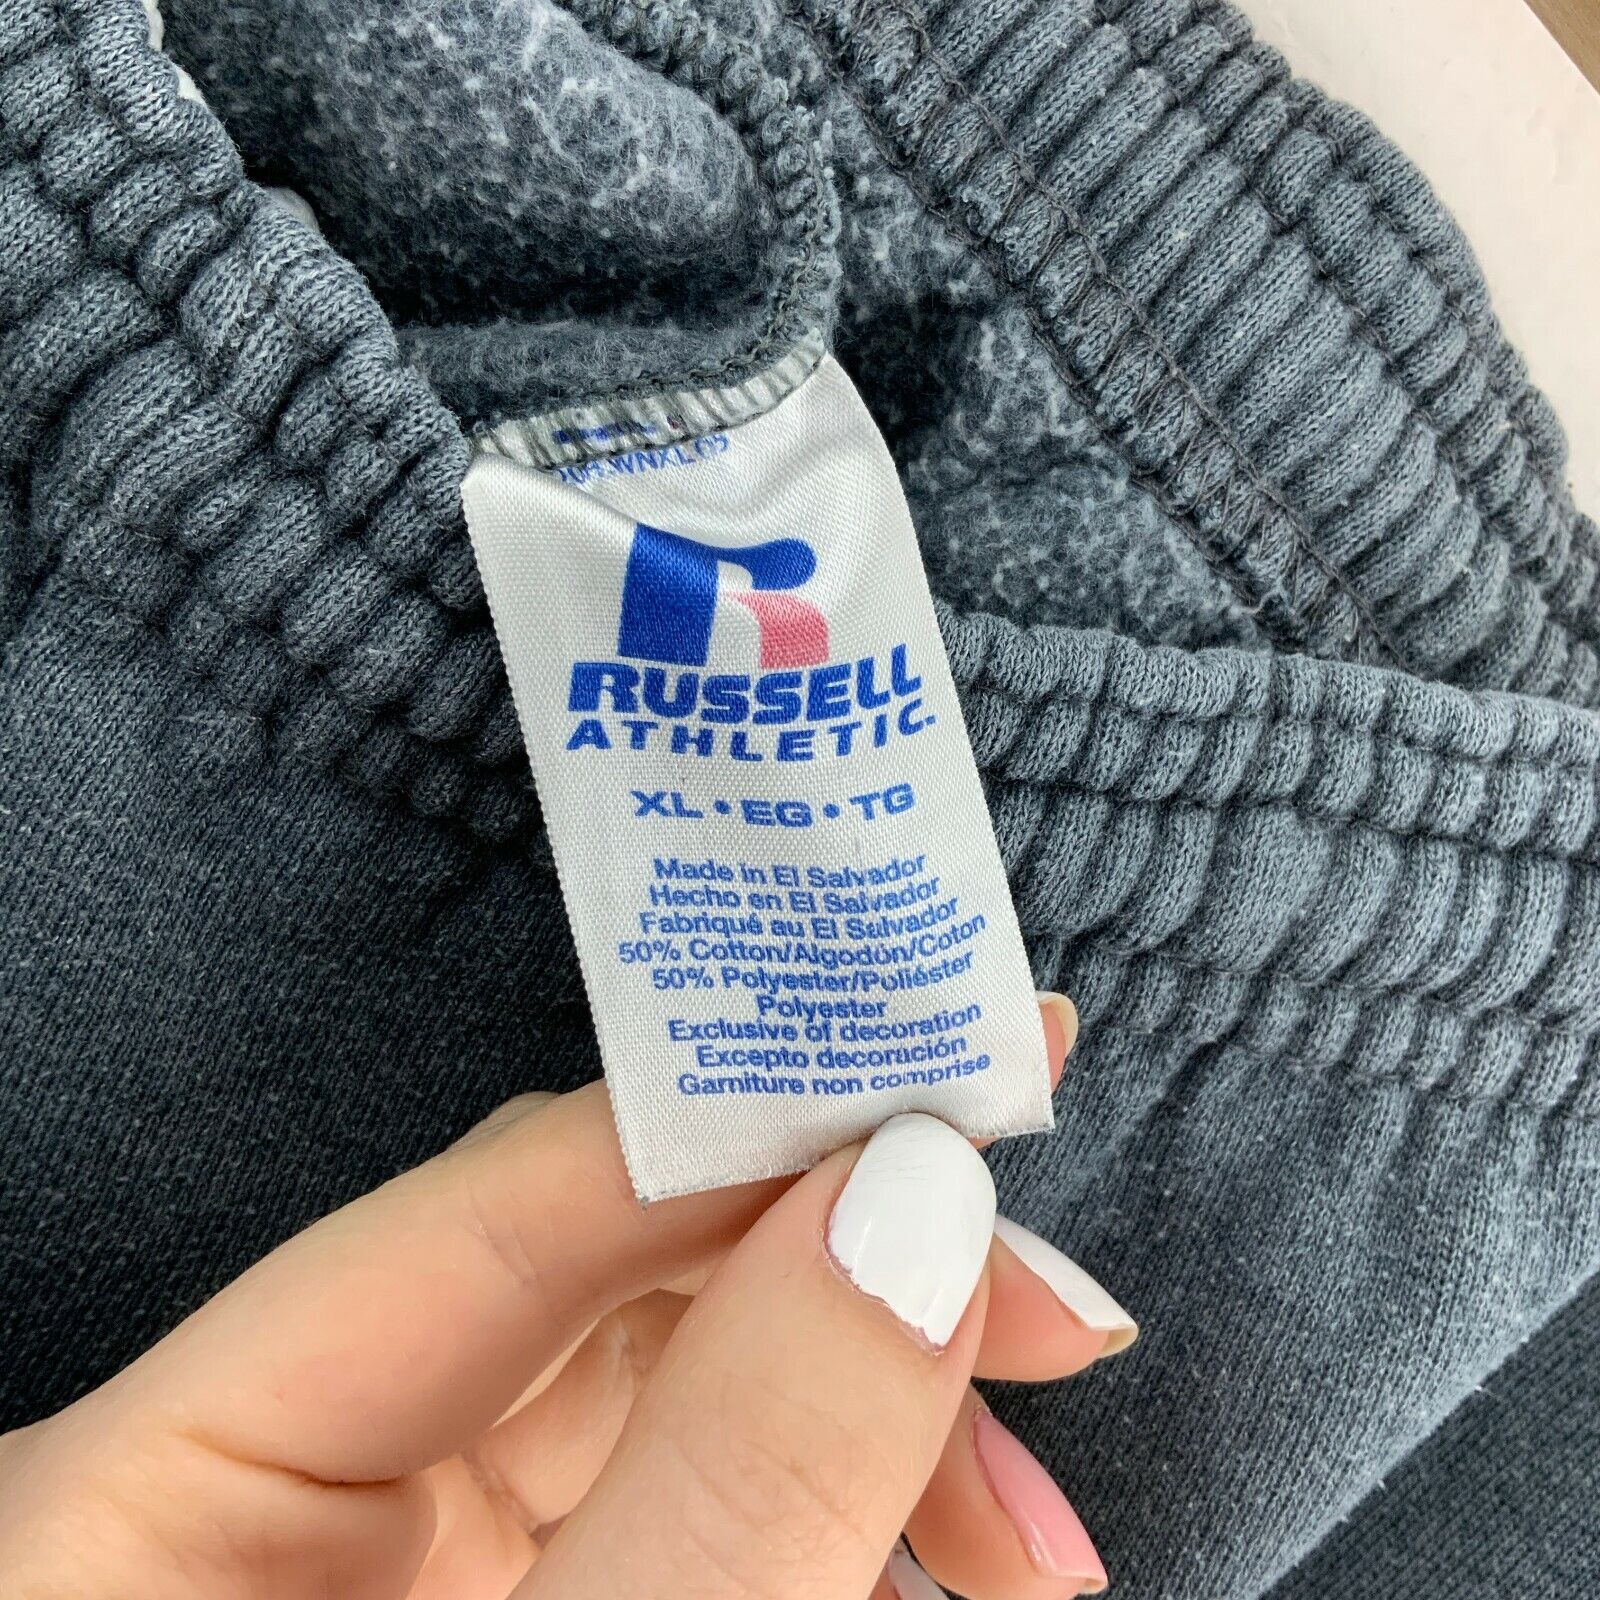 RUSSELL
ATHLETIC.
XL • EG • TG
Made in El Salvador
Hecho en El Salvador
Fabriqué au El Salvador
50% Cotton/Algodón/Coton
50% Polyester/Poliéster
Polyester
Exclusive of decoration
Excepto decoración
Garniture non comprise